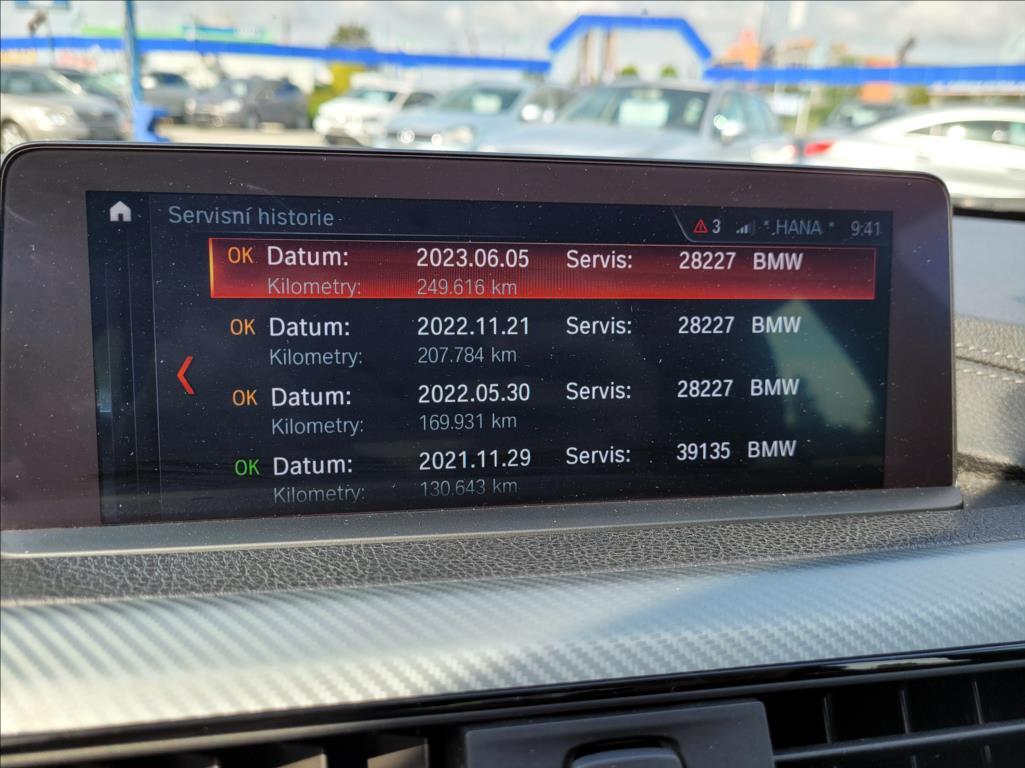 Servisní historie
3 * HANA * 9:41
OK Datum: 2023.06.05 Servis: 28227 BMW
Kilometry: 249.616 km
OK Datum: 2022.11.21 Servis: 28227 BMW
Kilometry: 207.784 km
OK Datum: 2022.05.30 Servis: 28227 BMW
Kilometry: 169.931 km
OK Datum: 2021.11.29 Servis: 39135 BMW
Kilometry: 130.643 km